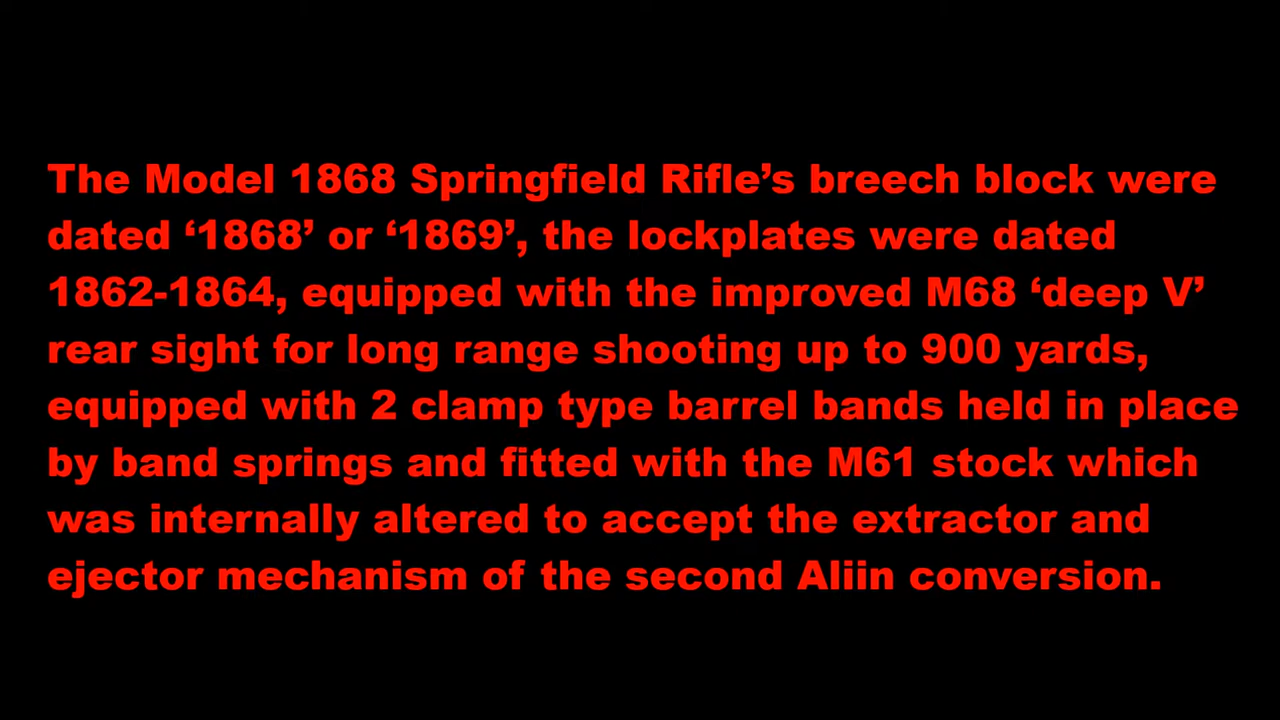 The Model 1868 Springfield Rifle’s breech block were
dated ‘1868’ or ‘1869’, the lockplates were dated
1862-1864, equipped with the improved M68 ‘deep V’
rear sight for long range shooting up to 900 yards,
equipped with 2 clamp type barrel bands held in place
by band springs and fitted with the M61 stock which
was internally altered to accept the extractor and
ejector mechanism of the second Aliin conversion.